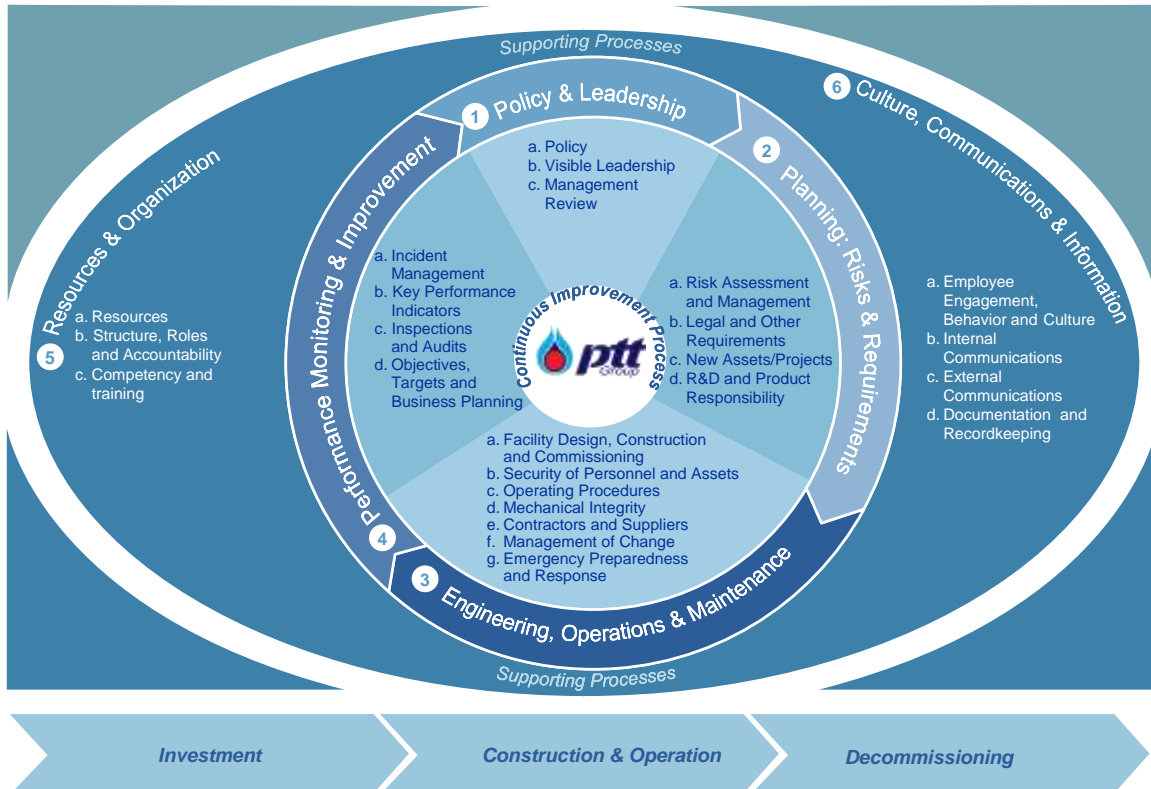 Supporting Processes
1 Policy & Leadership
a. Policy
b. Visible Leadership
c. Management
Review
2 Planning: Risks & Requirements
a. Risk Assessment
and Management
b. Legal and Other
Requirements
c. New Assets/Projects
d. R&D and Product
Responsibility
3 Engineering, Operations & Maintenance
a. Facility Design, Construction
and Commissioning
b. Security of Personnel and Assets
c. Operating Procedures
d. Mechanical Integrity
e. Contractors and Suppliers
f. Management of Change
g. Emergency Preparedness
and Response
4 Performance Monitoring & Improvement
a. Incident
Management
b. Key Performance
Indicators
c. Inspections
and Audits
d. Objectives,
Targets and
Business Planning
Continuous Improvement Process
ptt
Group
5 Resources & Organization
a. Resources
b. Structure, Roles
and Accountability
c. Competency and
training
6 Culture, Communications & Information
a. Employee
Engagement,
Behavior and Culture
b. Internal
Communications
c. External
Communications
d. Documentation and
Recordkeeping
Supporting Processes
Investment
Construction & Operation
Decommissioning